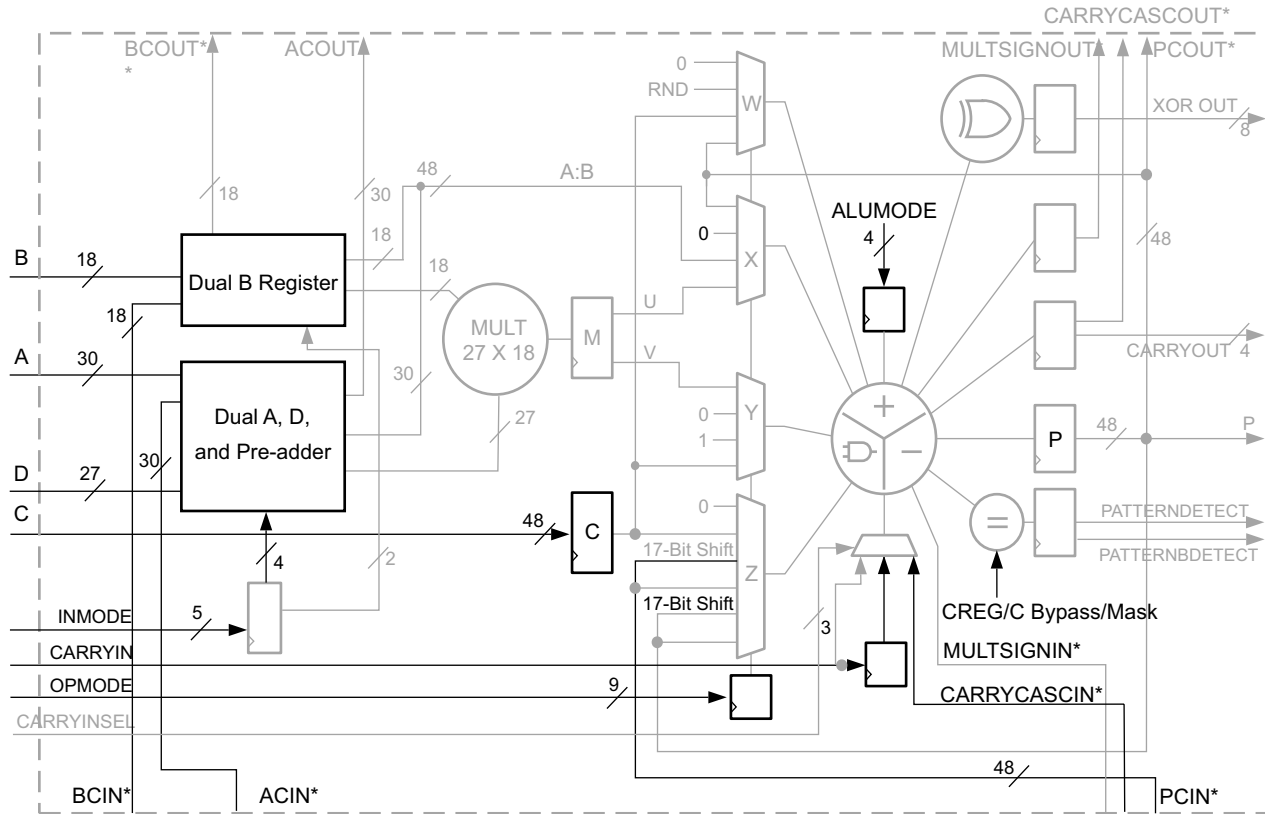 CARRYCASCOUT*
BCOUT*
*
ACOUT
MULTSIGNOUT*
PCOUT*
0
RND
W
XOR OUT
8
18
30
48
A:B
18
ALUMODE
4
0
X
48
B
18
Dual B Register
18
18
MULT
27 X 18
M
U
V
CARRYOUT
4
A
30
30
Dual A, D,
and Pre-adder
27
0
Y
1
+
−
P
48
P
D
27
30
C
48
C
0
17-Bit Shift
Z
17-Bit Shift
=
PATTERNDETECT
PATTERNBDETECT
4
2
INMODE
5
3
CREG/C Bypass/Mask
CARRYIN
MULTSIGNIN*
OPMODE
9
CARRYCASCIN*
CARRYINSEL
48
BCIN*
ACIN*
PCIN*